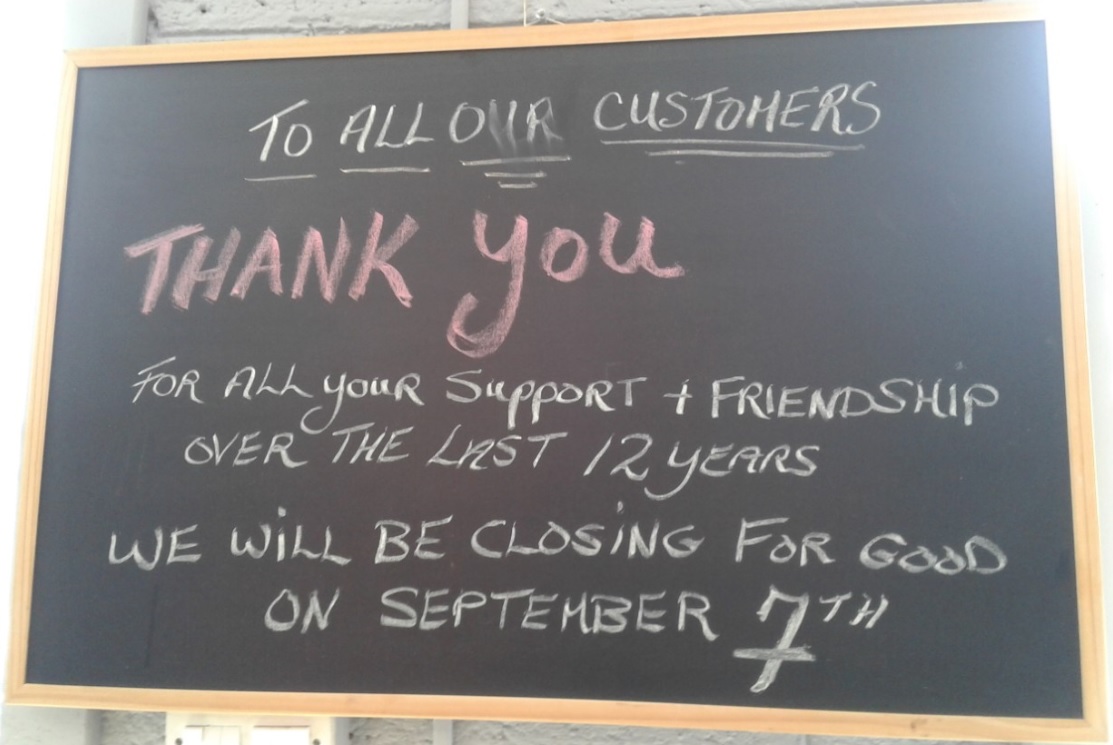 TO ALL OUR CUSTOMERS
THANK you
FOR ALL youR SuppORT + FRIENDSHiP
OVER THE LAST 12 yEARS
WE WiLL BE CLOSiNG FOR GOOD
ON SEPTEMBER 7TH